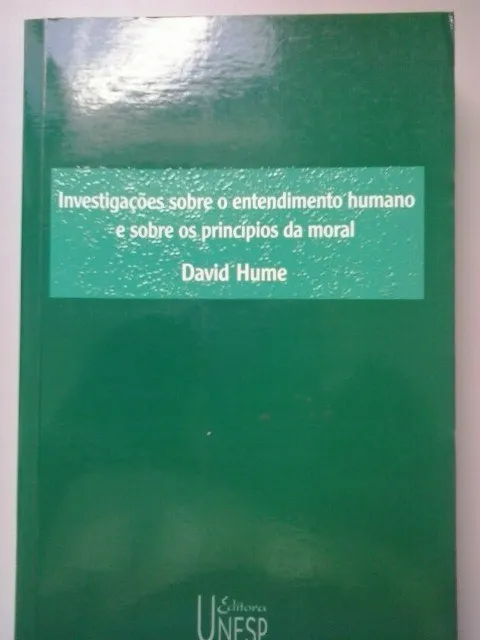 Investigações sobre o entendimento humano
e sobre os princípios da moral
David Hume
Editora
UNESP